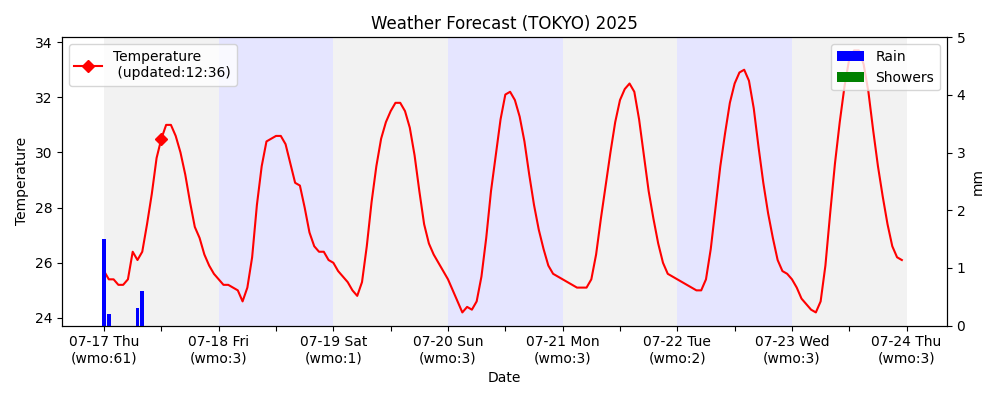 Weather Forecast (TOKYO) 2025
Temperature
(updated:12:36)
Rain
Showers
34
32
30
28
26
24
Temperature
5
4
3
2
1
0
mm
07-17 Thu
(wmo:61)
07-18 Fri
(wmo:3)
07-19 Sat
(wmo:1)
07-20 Sun
(wmo:3)
07-21 Mon
(wmo:3)
07-22 Tue
(wmo:2)
07-23 Wed
(wmo:3)
07-24 Thu
(wmo:3)
Date